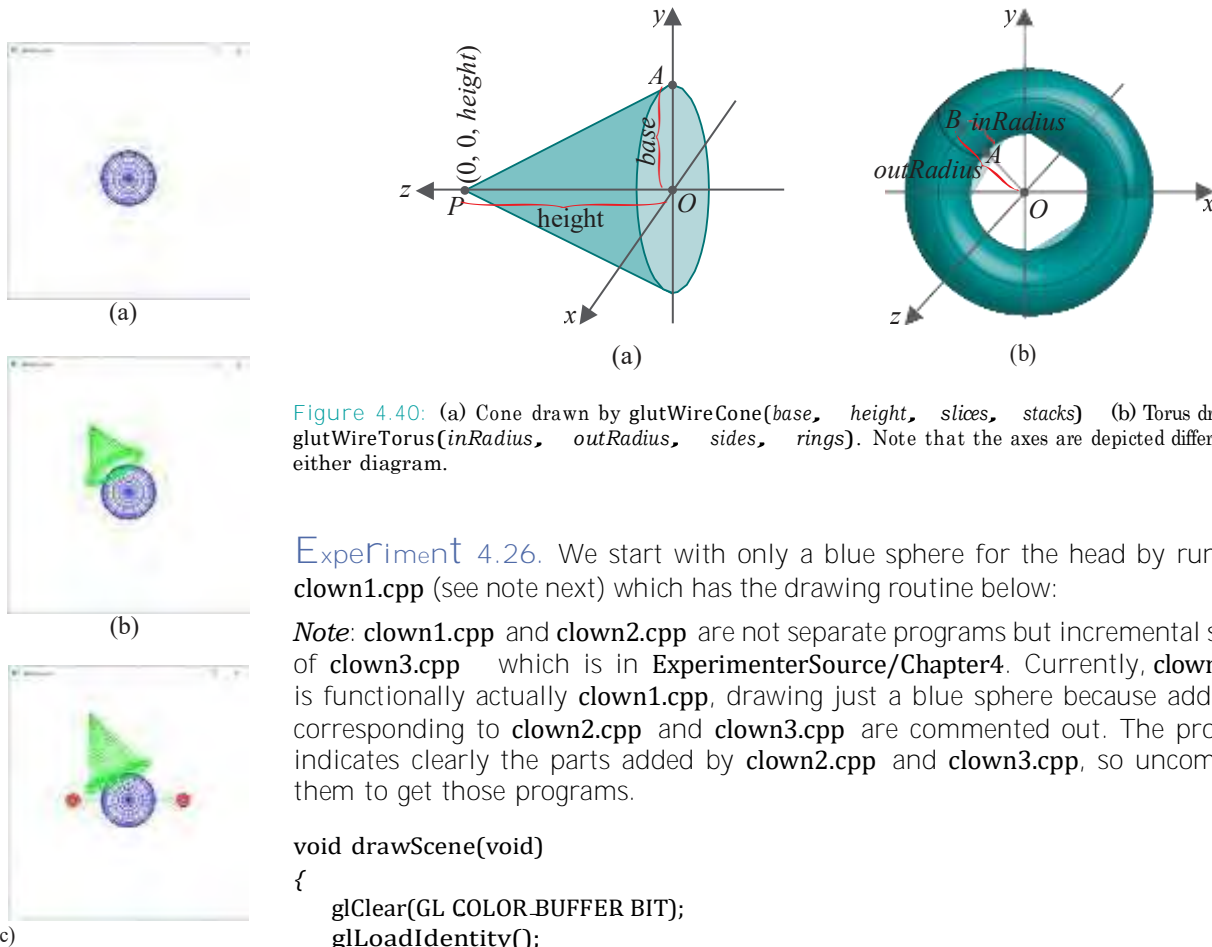 (a)
(b)
c)
y
A
(0, 0, height)
base
z
P
height
O
x
(a)
y
B
inRadius
A
outRadius
O
x
z
(b)
Figure 4.40: (a) Cone drawn by glutWireCone(base, height, slices, stacks) (b) Torus dr
glutWireTorus(inRadius, outRadius, sides, rings). Note that the axes are depicted differ
either diagram.
Experiment 4.26. We start with only a blue sphere for the head by run
clown1.cpp (see note next) which has the drawing routine below:
Note: clown1.cpp and clown2.cpp are not separate programs but incremental s
of clown3.cpp which is in ExperimenterSource/Chapter4. Currently, clown
is functionally actually clown1.cpp, drawing just a blue sphere because add
corresponding to clown2.cpp and clown3.cpp are commented out. The pro
indicates clearly the parts added by clown2.cpp and clown3.cpp, so uncom
them to get those programs.
void drawScene(void)
{
glClear(GL COLOR_BUFFER BIT);
glLoadIdentity();